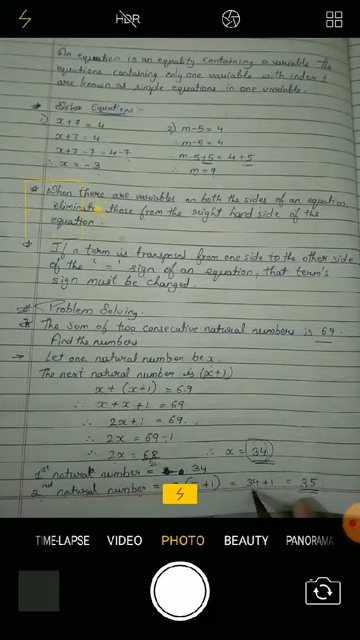 HDR
An equation is an equality containing a variable. The
equations containing only one variable with index 1
are known as simple equations in one variable.
* Solve Equations:-
1) x+7 = 4 2) m-5 = 4
x+7 = 4 ∴ m-5 = 4
x+7-7 = 4-7 ∴ m-5+5 = 4+5
∴ x = -3 ∴ m = 9
* When there are variables on both the sides of an equation,
eliminate those from the right hand side of the
equation.
* If a term is transposed from one side to the other side
of the '=' sign of an equation, that term's
sign must be changed.
* Problem Solving.
* The sum of two consecutive natural numbers is 69.
Find the numbers
→ Let one natural number be x.
The next natural number is (x+1)
x + (x+1) = 69
∴ x + x + 1 = 69
∴ 2x + 1 = 69
∴ 2x = 69-1
∴ 2x = 68 ∴ x = 34
1st natural number = 34
2nd natural number = +1) = 34+1 = 35
TIME-LAPSE VIDEO PHOTO BEAUTY PANORAMA